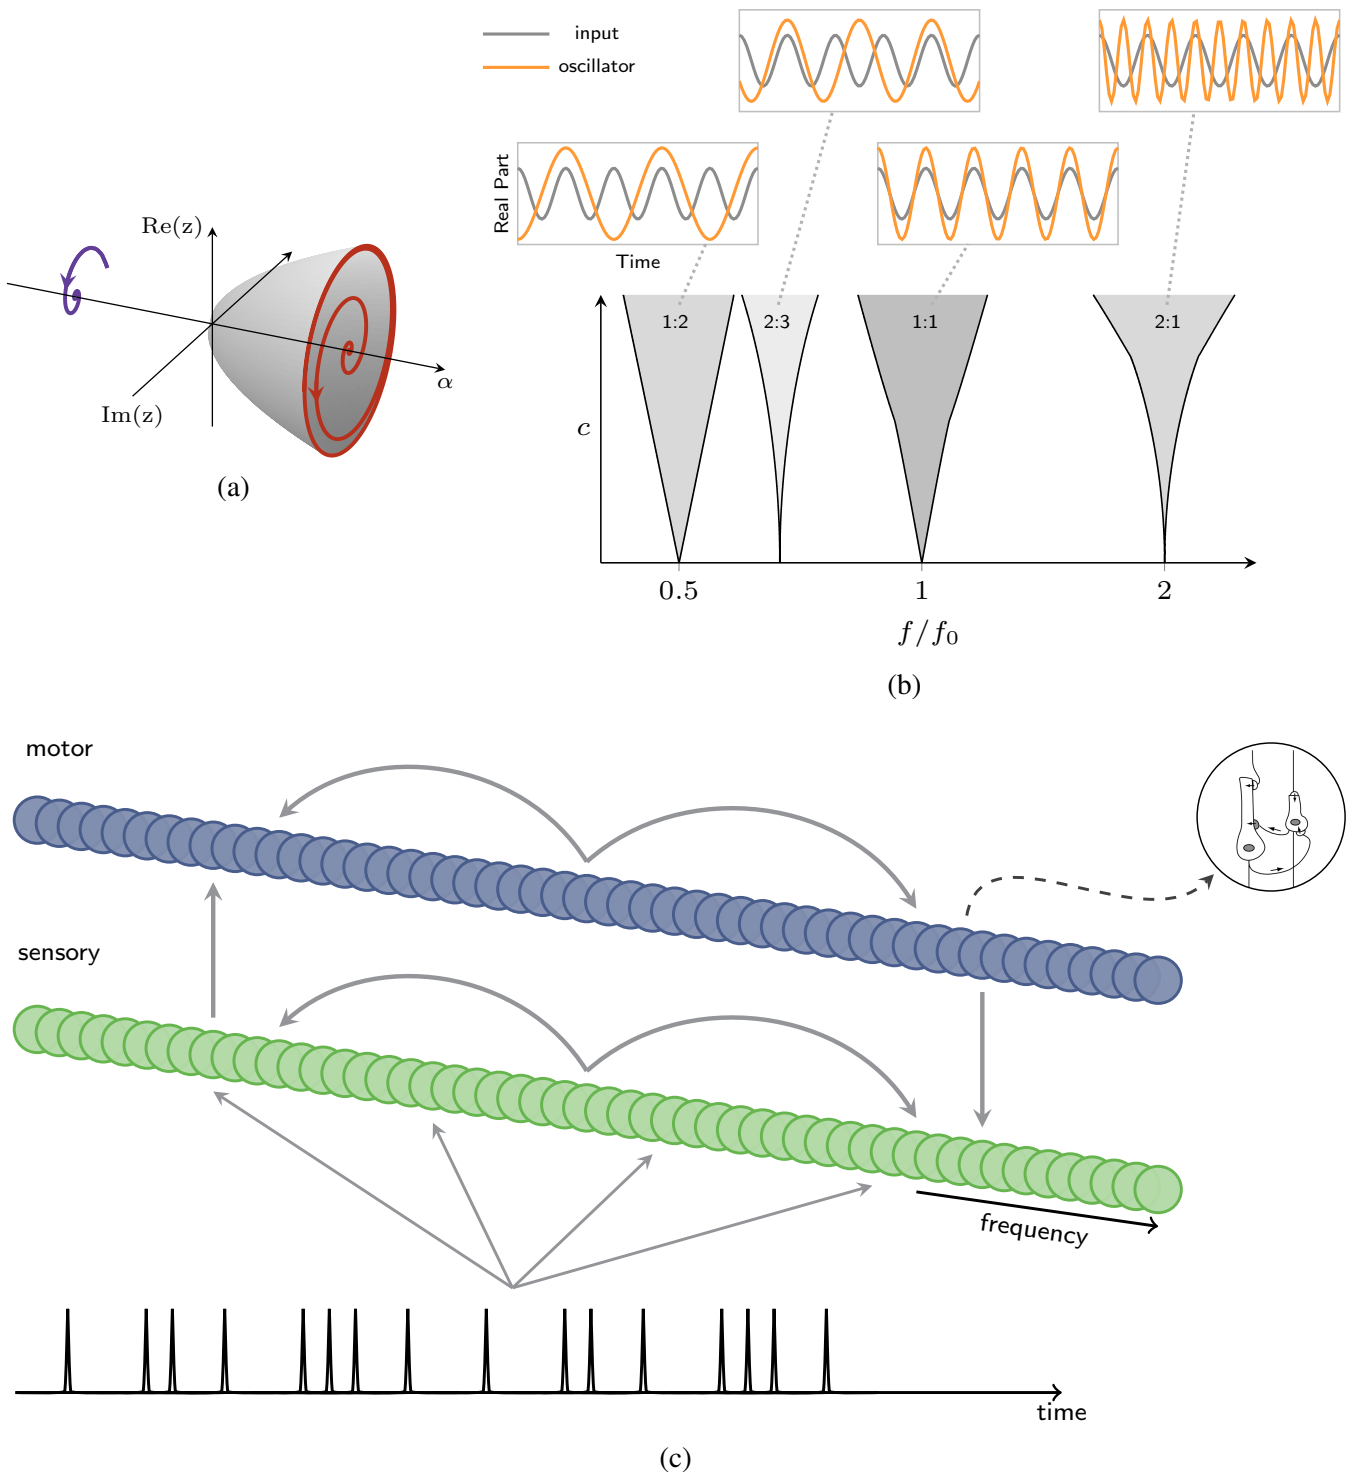 Re(z)
Im(z)
α
(a)
input
oscillator
Real Part
Time
1:2
2:3
1:1
2:1
c
0.5
1
2
f/f₀
(b)
motor
sensory
frequency
time
(c)